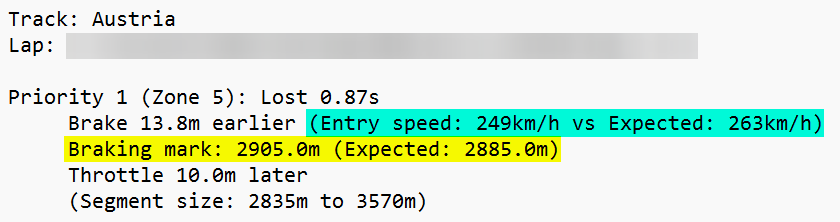 Track: Austria
Lap:
Priority 1 (Zone 5): Lost 0.87s
Brake 13.8m earlier (Entry speed: 249km/h vs Expected: 263km/h)
Braking mark: 2905.0m (Expected: 2885.0m)
Throttle 10.0m later
(Segment size: 2835m to 3570m)